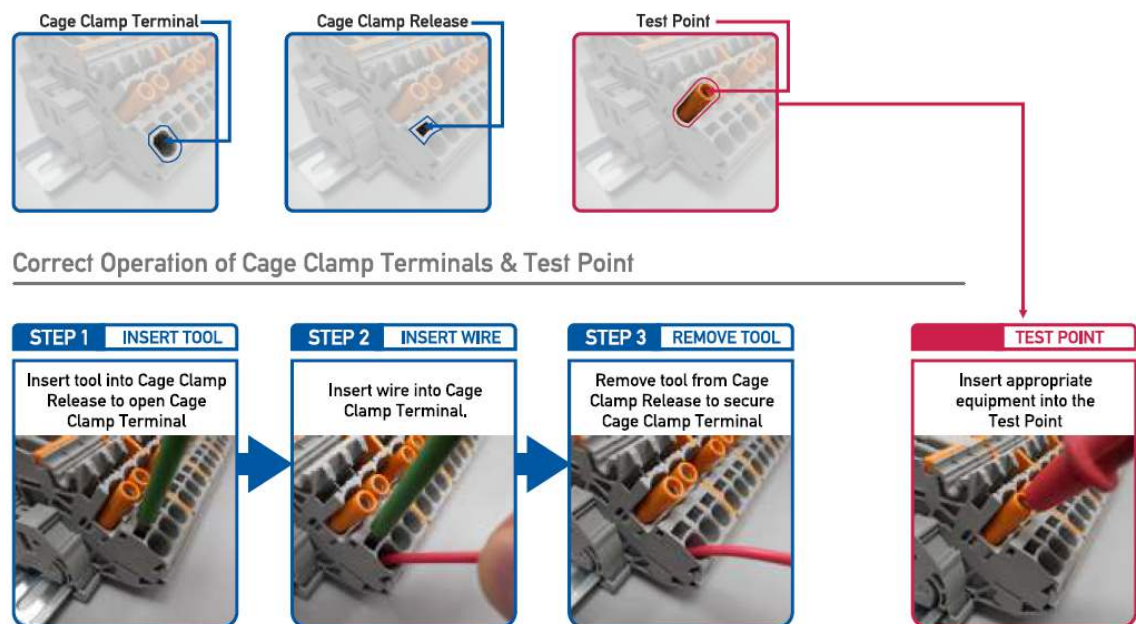 Cage Clamp Terminal
Cage Clamp Release
Test Point
Correct Operation of Cage Clamp Terminals & Test Point
STEP 1 INSERT TOOL
Insert tool into Cage Clamp
Release to open Cage
Clamp Terminal
STEP 2 INSERT WIRE
Insert wire into Cage
Clamp Terminal.
STEP 3 REMOVE TOOL
Remove tool from Cage
Clamp Release to secure
Cage Clamp Terminal
TEST POINT
Insert appropriate
equipment into the
Test Point